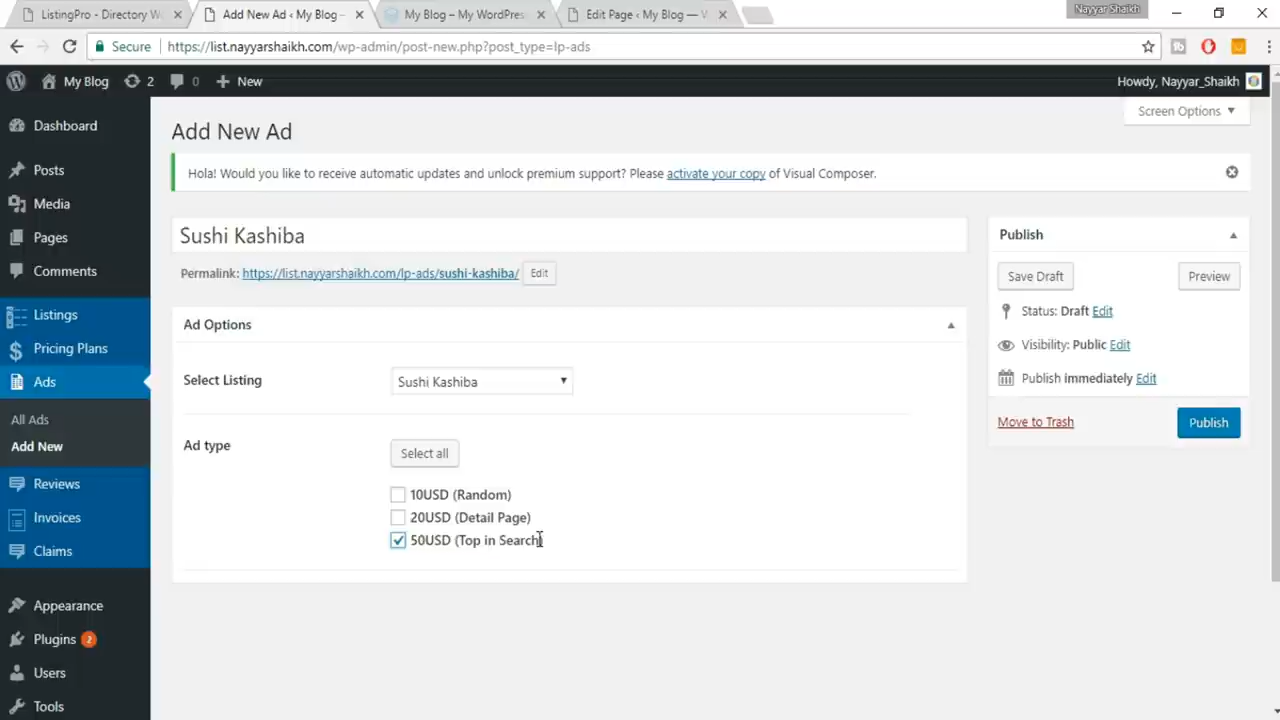 ListingPro - Directory W
Add New Ad ‹ My Blog –
My Blog – My WordPres
Edit Page ‹ My Blog — V
Nayyar Shaikh
Secure
https://list.nayyarshaikh.com/wp-admin/post-new.php?post_type=lp-ads
My Blog
2
0
New
Howdy, Nayyar_Shaikh
Screen Options
Dashboard
Posts
Media
Pages
Comments
Listings
Pricing Plans
Ads
All Ads
Add New
Reviews
Invoices
Claims
Appearance
Plugins 2
Users
Tools
Add New Ad
Hola! Would you like to receive automatic updates and unlock premium support? Please activate your copy of Visual Composer.
Sushi Kashiba
Permalink: https://list.nayyarshaikh.com/lp-ads/sushi-kashiba/ Edit
Ad Options
Select Listing
Sushi Kashiba
Ad type
Select all
10USD (Random)
20USD (Detail Page)
50USD (Top in Search)
Publish
Save Draft
Preview
Status: Draft Edit
Visibility: Public Edit
Publish immediately Edit
Move to Trash
Publish